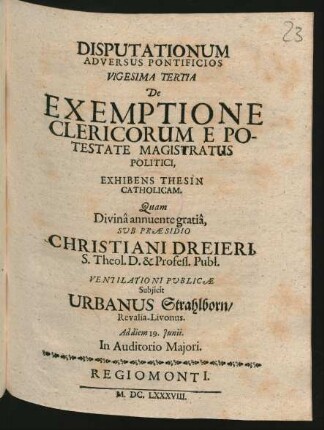 23
DISPUTATIONUM
ADVERSUS PONTIFICIOS
VIGESIMA TERTIA
De
EXEMPTIONE
CLERICORUM E PO-
TESTATE MAGISTRATUS
POLITICI,
EXHIBENS THESIN
CATHOLICAM.
Quam
Divinâ annuente gratiâ,
SUB PRÆSIDIO
CHRISTIANI DREIERI,
S. Theol. D. & Profess. Publ.
VENTILATIONI PUBLICÆ
Subjicit
URBANUS Strahlborn/
Revalia-Livonus.
Addiem 19. Junii.
In Auditorio Majori.
REGIOMONTI.
M. DC. LXXXVIII.